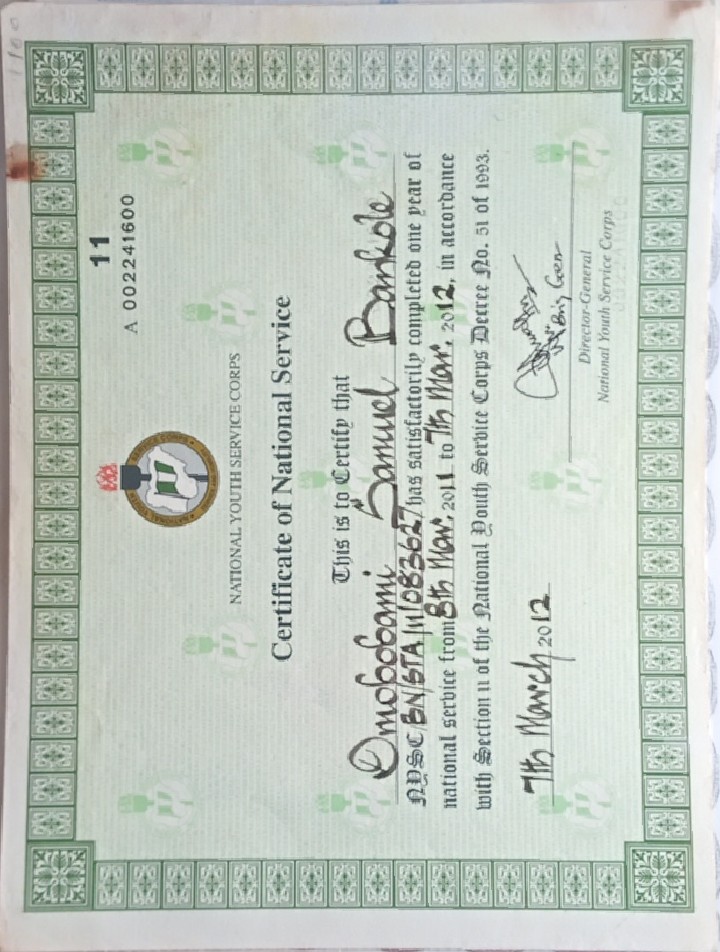 11
A 002241600
NATIONAL YOUTH SERVICE CORPS
Certificate of National Service
This is to Certify that
Omobobami Samuel Bankole
NYSC/BN/STA/11/083627 has satisfactorily completed one year of
national service from 8th Mar. 2011 to 7th Mar. 2012, in accordance
with Section 11 of the National Youth Service Corps Decree No. 51 of 1993.
7th March 2012
Brig Gen
Director-General
National Youth Service Corps